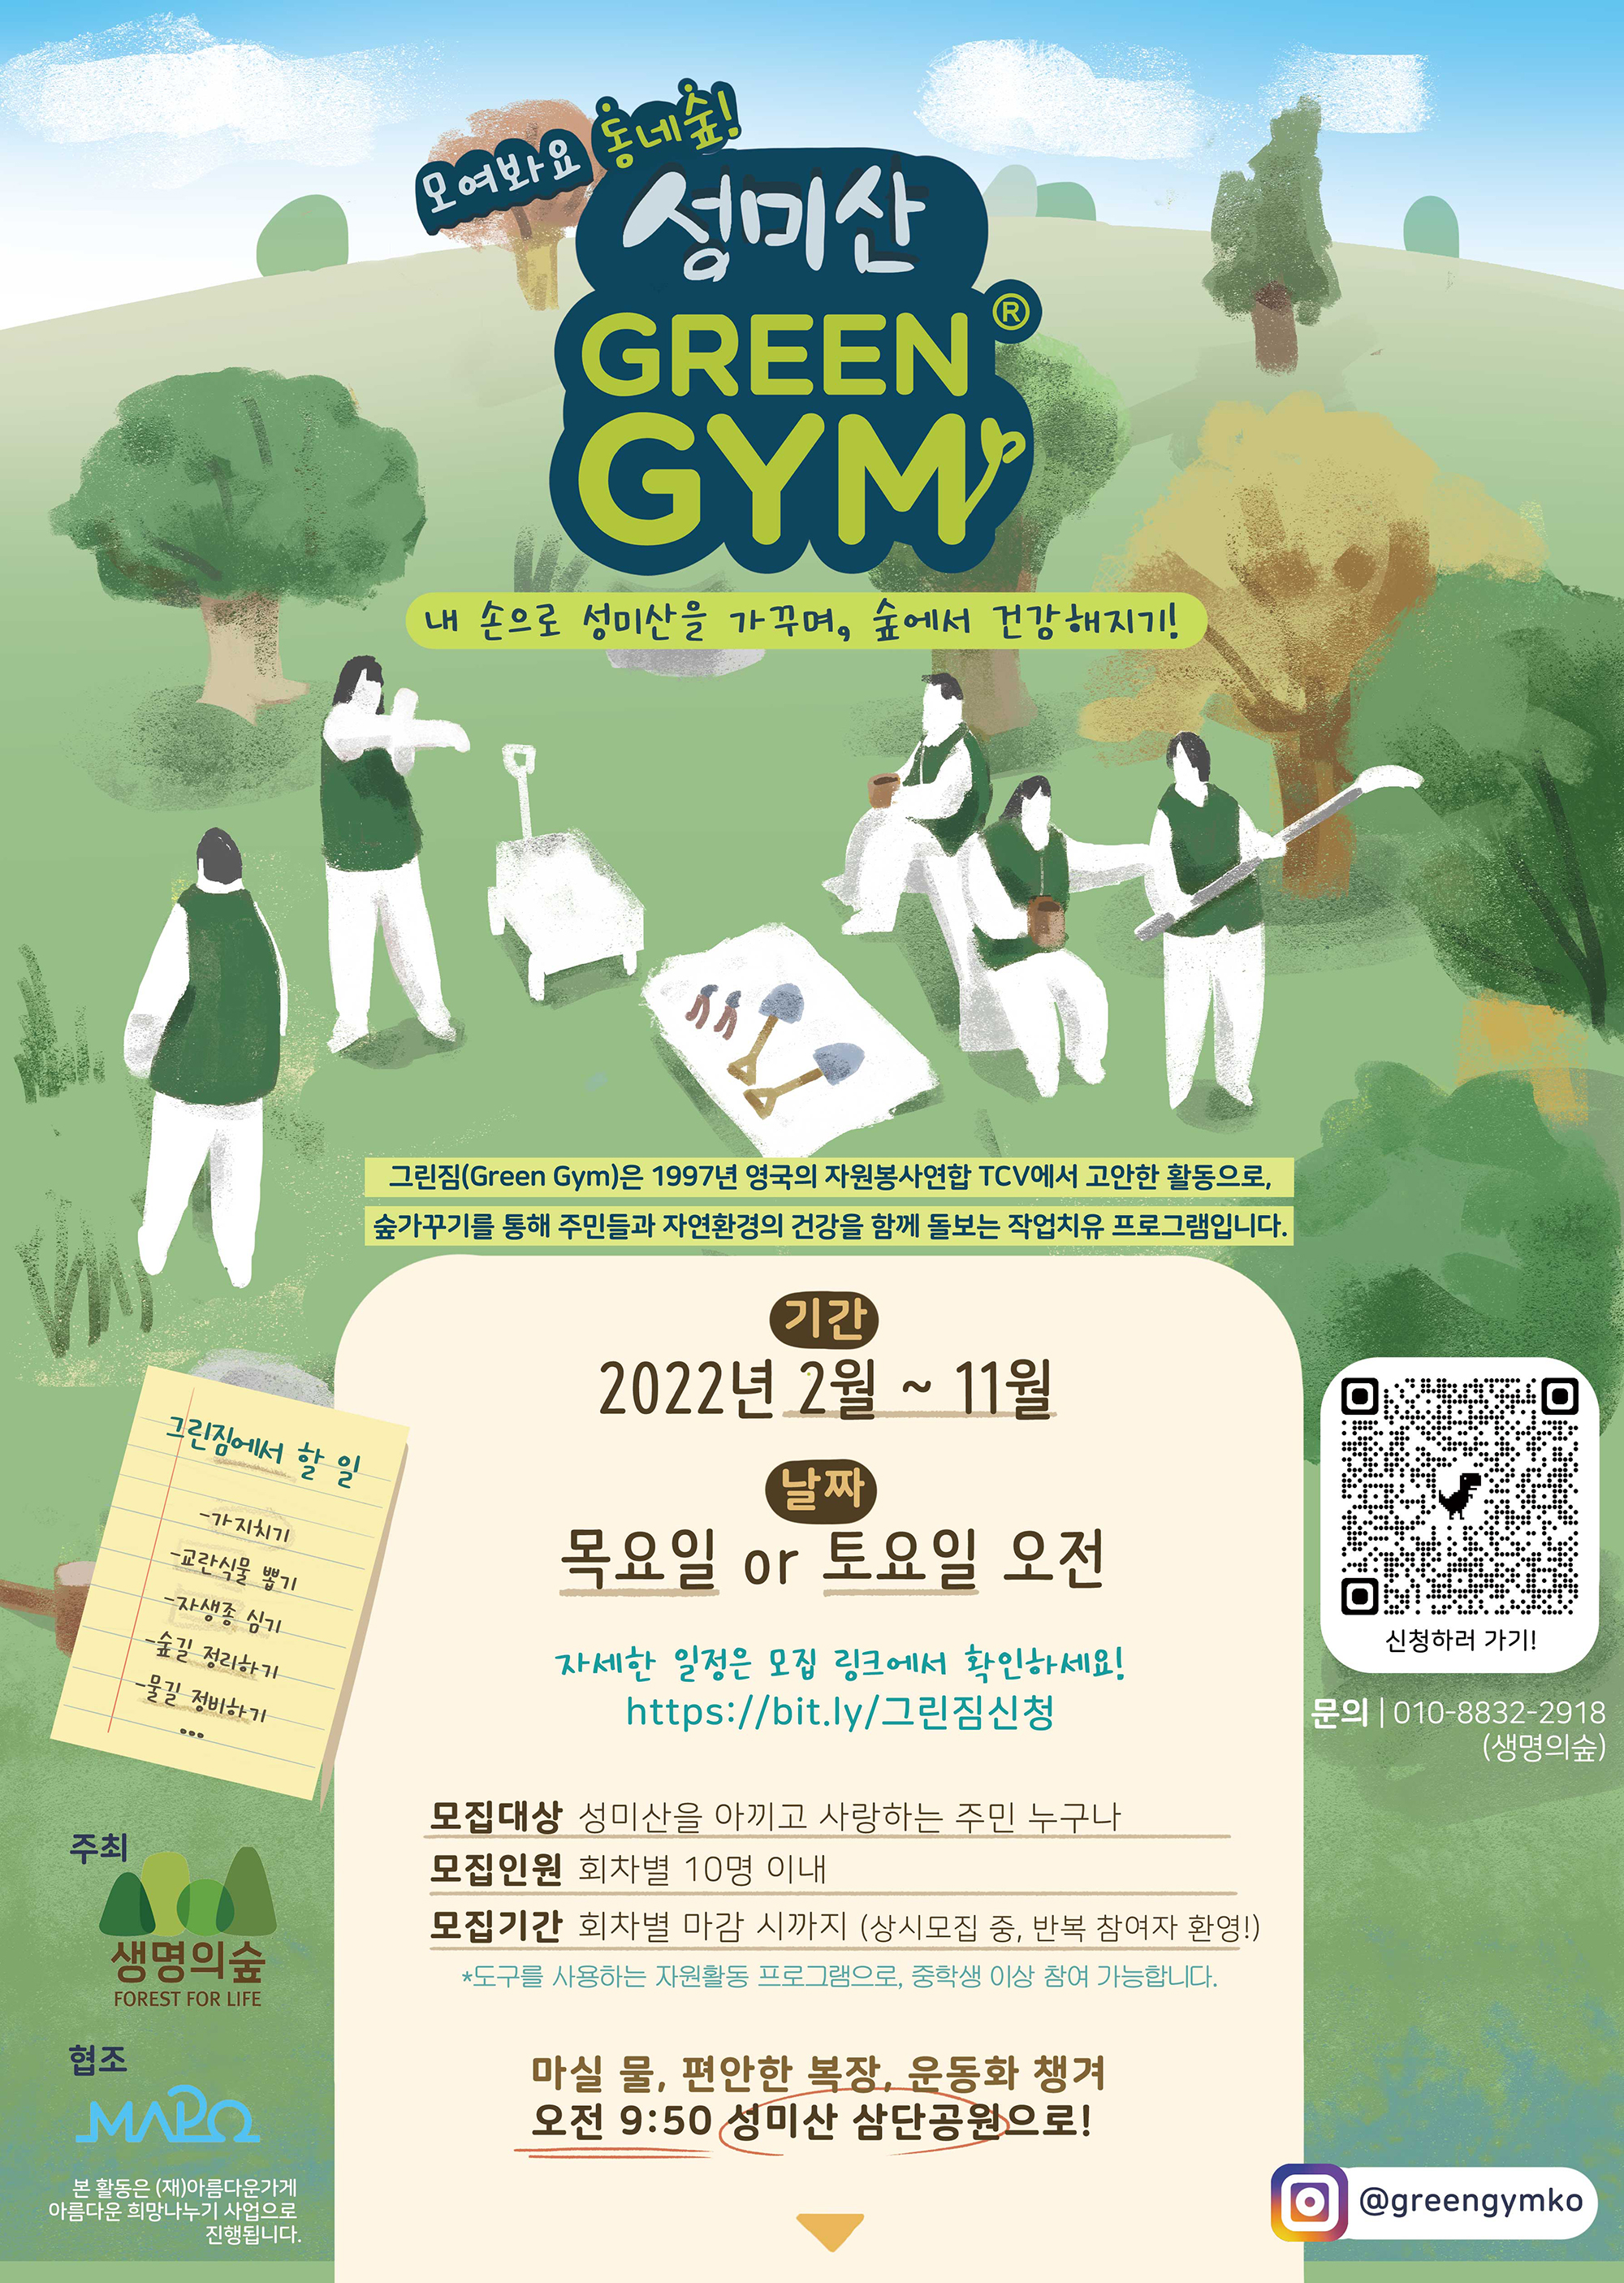 모여봐요 동네숲!
성미산
GREEN ®
GYM
내 손으로 성미산을 가꾸며, 숲에서 건강해지기!
그린짐(Green Gym)은 1997년 영국의 자원봉사연합 TCV에서 고안한 활동으로,
숲가꾸기를 통해 주민들과 자연환경의 건강을 함께 돌보는 작업치유 프로그램입니다.
기간
2022년 2월 ~ 11월
날짜
목요일 or 토요일 오전
자세한 일정은 모집 링크에서 확인하세요!
https://bit.ly/그린짐신청
모집대상 성미산을 아끼고 사랑하는 주민 누구나
모집인원 회차별 10명 이내
모집기간 회차별 마감 시까지 (상시모집 중, 반복 참여자 환영!)
*도구를 사용하는 자원활동 프로그램으로, 중학생 이상 참여 가능합니다.
마실 물, 편안한 복장, 운동화 챙겨
오전 9:50 성미산 삼단공원으로!
그린짐에서 할 일
-가지치기
-교란식물 뽑기
-자생종 심기
-숲길 정리하기
-물길 정비하기
...
주최
생명의숲
FOREST FOR LIFE
협조
MAPO
본 활동은 (재)아름다운가게
아름다운 희망나누기 사업으로
진행됩니다.
신청하러 가기!
문의 | 010-8832-2918
(생명의숲)
@greengymko